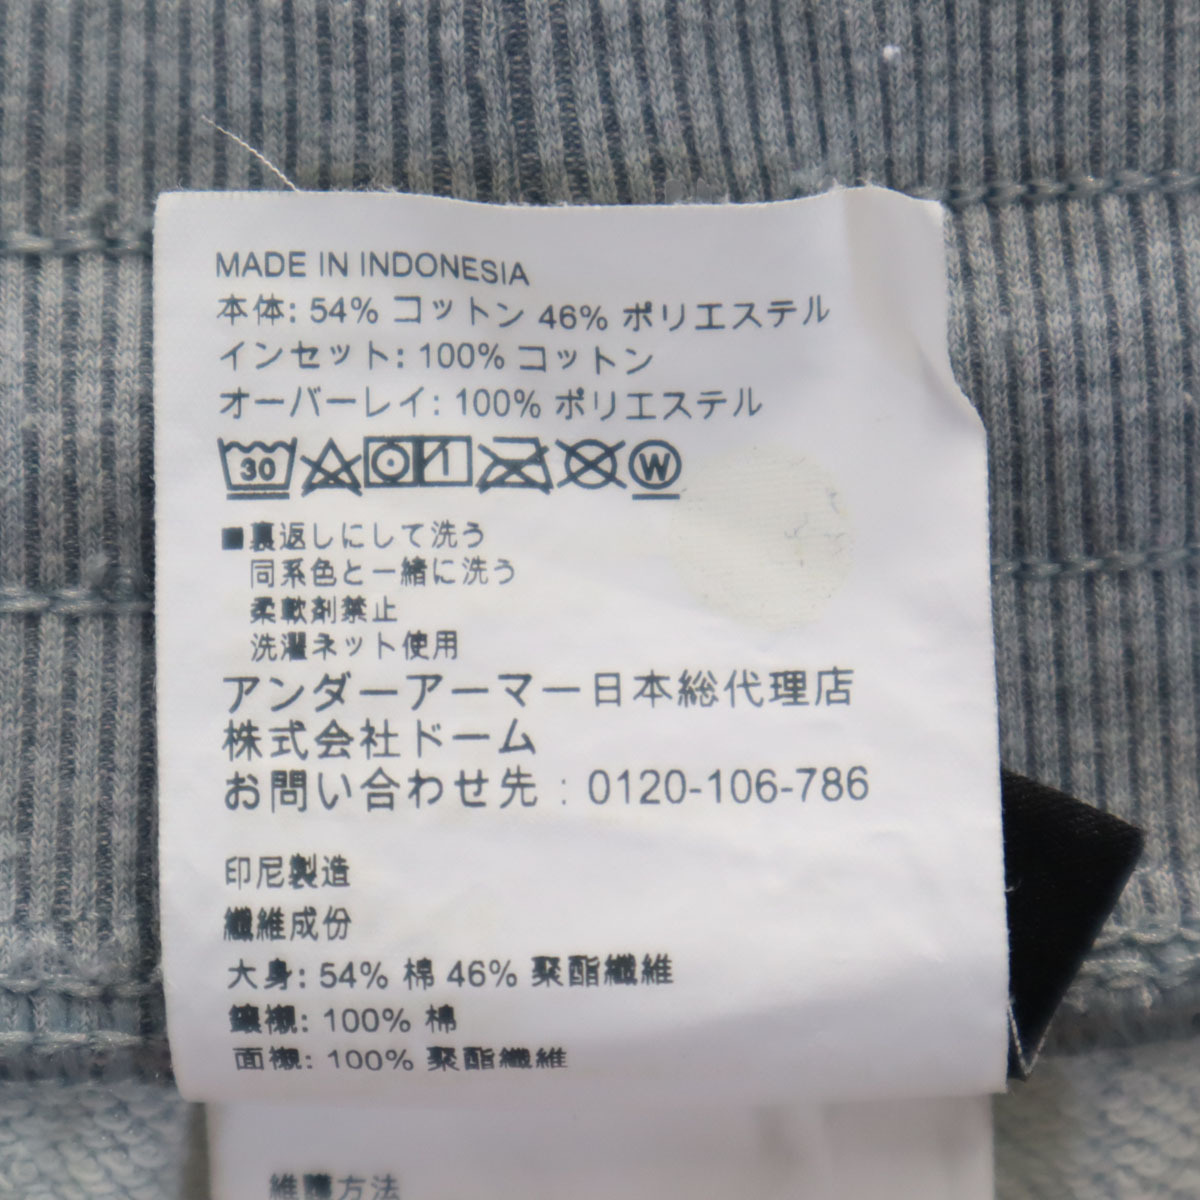 MADE IN INDONESIA
本体: 54% コットン 46% ポリエステル
インセット: 100% コットン
オーバーレイ: 100% ポリエステル
30 1 W
■裏返しにして洗う
同系色と一緒に洗う
柔軟剤禁止
洗濯ネット使用
アンダーアーマー日本総代理店
株式会社ドーム
お問い合わせ先 : 0120-106-786
印尼製造
纖維成份
大身: 54% 棉 46% 聚酯纖維
鑲襯: 100% 棉
面襯: 100% 聚酯纖維
維護方法